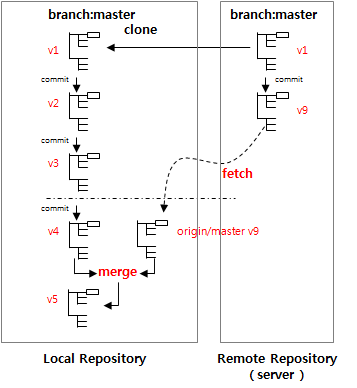 branch:master
branch:master
clone
v1
v1
commit
commit
v2
v9
commit
v3
fetch
commit
v4
origin/master v9
merge
v5
Local Repository
Remote Repository
( server )